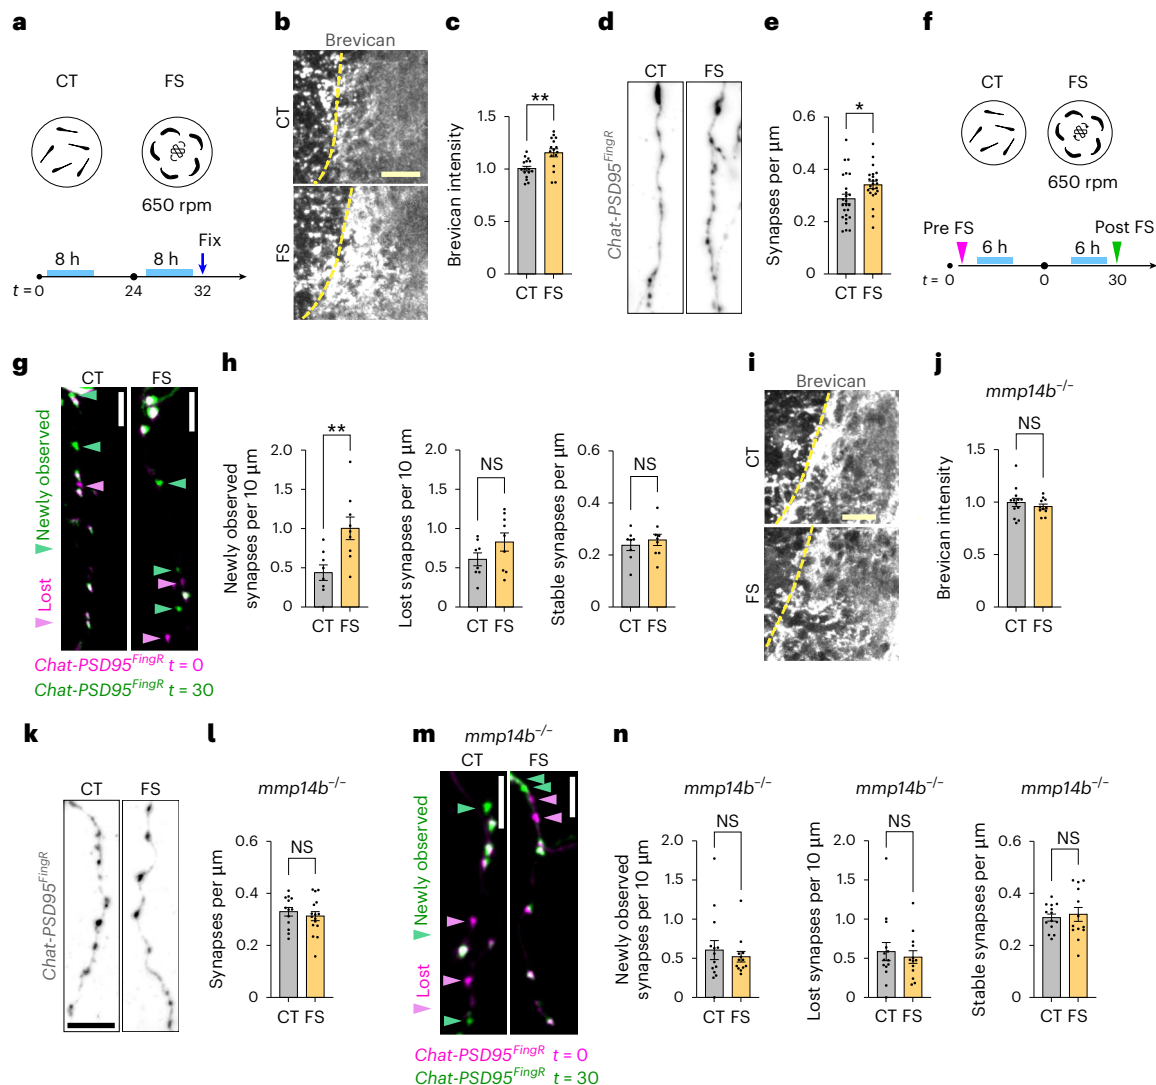 a
CT
FS
650 rpm
Fix
8 h
8 h
t = 0
24
32
b
Brevican
CT
FS
c
Brevican intensity
1.5
1.0
0.5
0
**
CT FS
d
CT
FS
Chat-PSD95FingR
e
Synapses per µm
0.6
0.4
0.2
0
*
CT FS
f
CT
FS
650 rpm
Pre FS
Post FS
6 h
6 h
t = 0
0
30
g
CT
FS
Newly observed
Lost
Chat-PSD95FingR t = 0
Chat-PSD95FingR t = 30
h
Newly observed
synapses per 10 µm
2.0
1.5
1.0
0.5
0
**
CT FS
Lost synapses per 10 µm
2.0
1.5
1.0
0.5
0
NS
CT FS
Stable synapses per µm
0.6
0.4
0.2
0
NS
CT FS
i
Brevican
CT
FS
j
mmp14b−/−
Brevican intensity
1.5
1.0
0.5
0
NS
CT FS
k
CT
FS
Chat-PSD95FingR
l
mmp14b−/−
Synapses per µm
0.6
0.4
0.2
0
NS
CT FS
m
mmp14b−/−
CT
FS
Newly observed
Lost
Chat-PSD95FingR t = 0
Chat-PSD95FingR t = 30
n
mmp14b−/−
Newly observed
synapses per 10 µm
2.0
1.5
1.0
0.5
0
NS
CT FS
mmp14b−/−
Lost synapses per 10 µm
2.0
1.5
1.0
0.5
0
NS
CT FS
mmp14b−/−
Stable synapses per µm
0.6
0.4
0.2
0
NS
CT FS